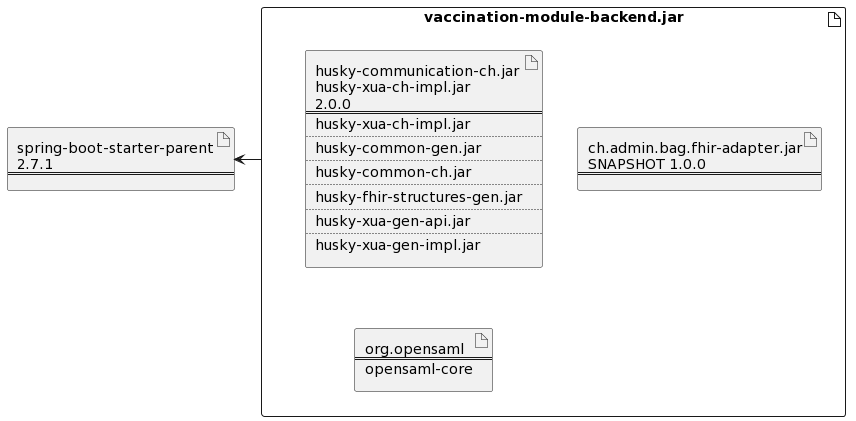 vaccination-module-backend.jar
husky-communication-ch.jar
husky-xua-ch-impl.jar
2.0.0
husky-xua-ch-impl.jar
husky-common-gen.jar
husky-common-ch.jar
husky-fhir-structures-gen.jar
husky-xua-gen-api.jar
husky-xua-gen-impl.jar
spring-boot-starter-parent
2.7.1
ch.admin.bag.fhir-adapter.jar
SNAPSHOT 1.0.0
org.opensaml
opensaml-core